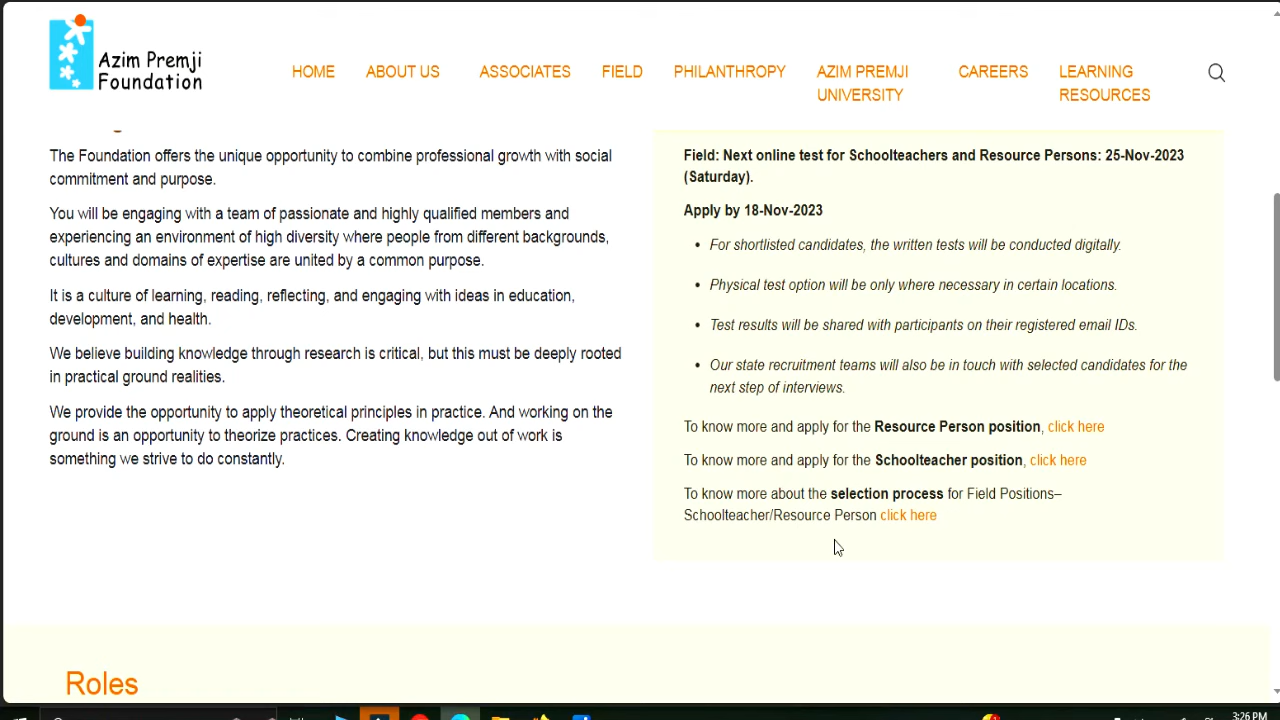 Azim Premji
Foundation
HOME
ABOUT US
ASSOCIATES
FIELD
PHILANTHROPY
AZIM PREMJI
UNIVERSITY
CAREERS
LEARNING
RESOURCES
The Foundation offers the unique opportunity to combine professional growth with social
commitment and purpose.
You will be engaging with a team of passionate and highly qualified members and
experiencing an environment of high diversity where people from different backgrounds,
cultures and domains of expertise are united by a common purpose.
It is a culture of learning, reading, reflecting, and engaging with ideas in education,
development, and health.
We believe building knowledge through research is critical, but this must be deeply rooted
in practical ground realities.
We provide the opportunity to apply theoretical principles in practice. And working on the
ground is an opportunity to theorize practices. Creating knowledge out of work is
something we strive to do constantly.
Field: Next online test for Schoolteachers and Resource Persons: 25-Nov-2023
(Saturday).
Apply by 18-Nov-2023
• For shortlisted candidates, the written tests will be conducted digitally.
• Physical test option will be only where necessary in certain locations.
• Test results will be shared with participants on their registered email IDs.
• Our state recruitment teams will also be in touch with selected candidates for the
next step of interviews.
To know more and apply for the Resource Person position, click here
To know more and apply for the Schoolteacher position, click here
To know more about the selection process for Field Positions–
Schoolteacher/Resource Person click here
Roles
3:26 PM